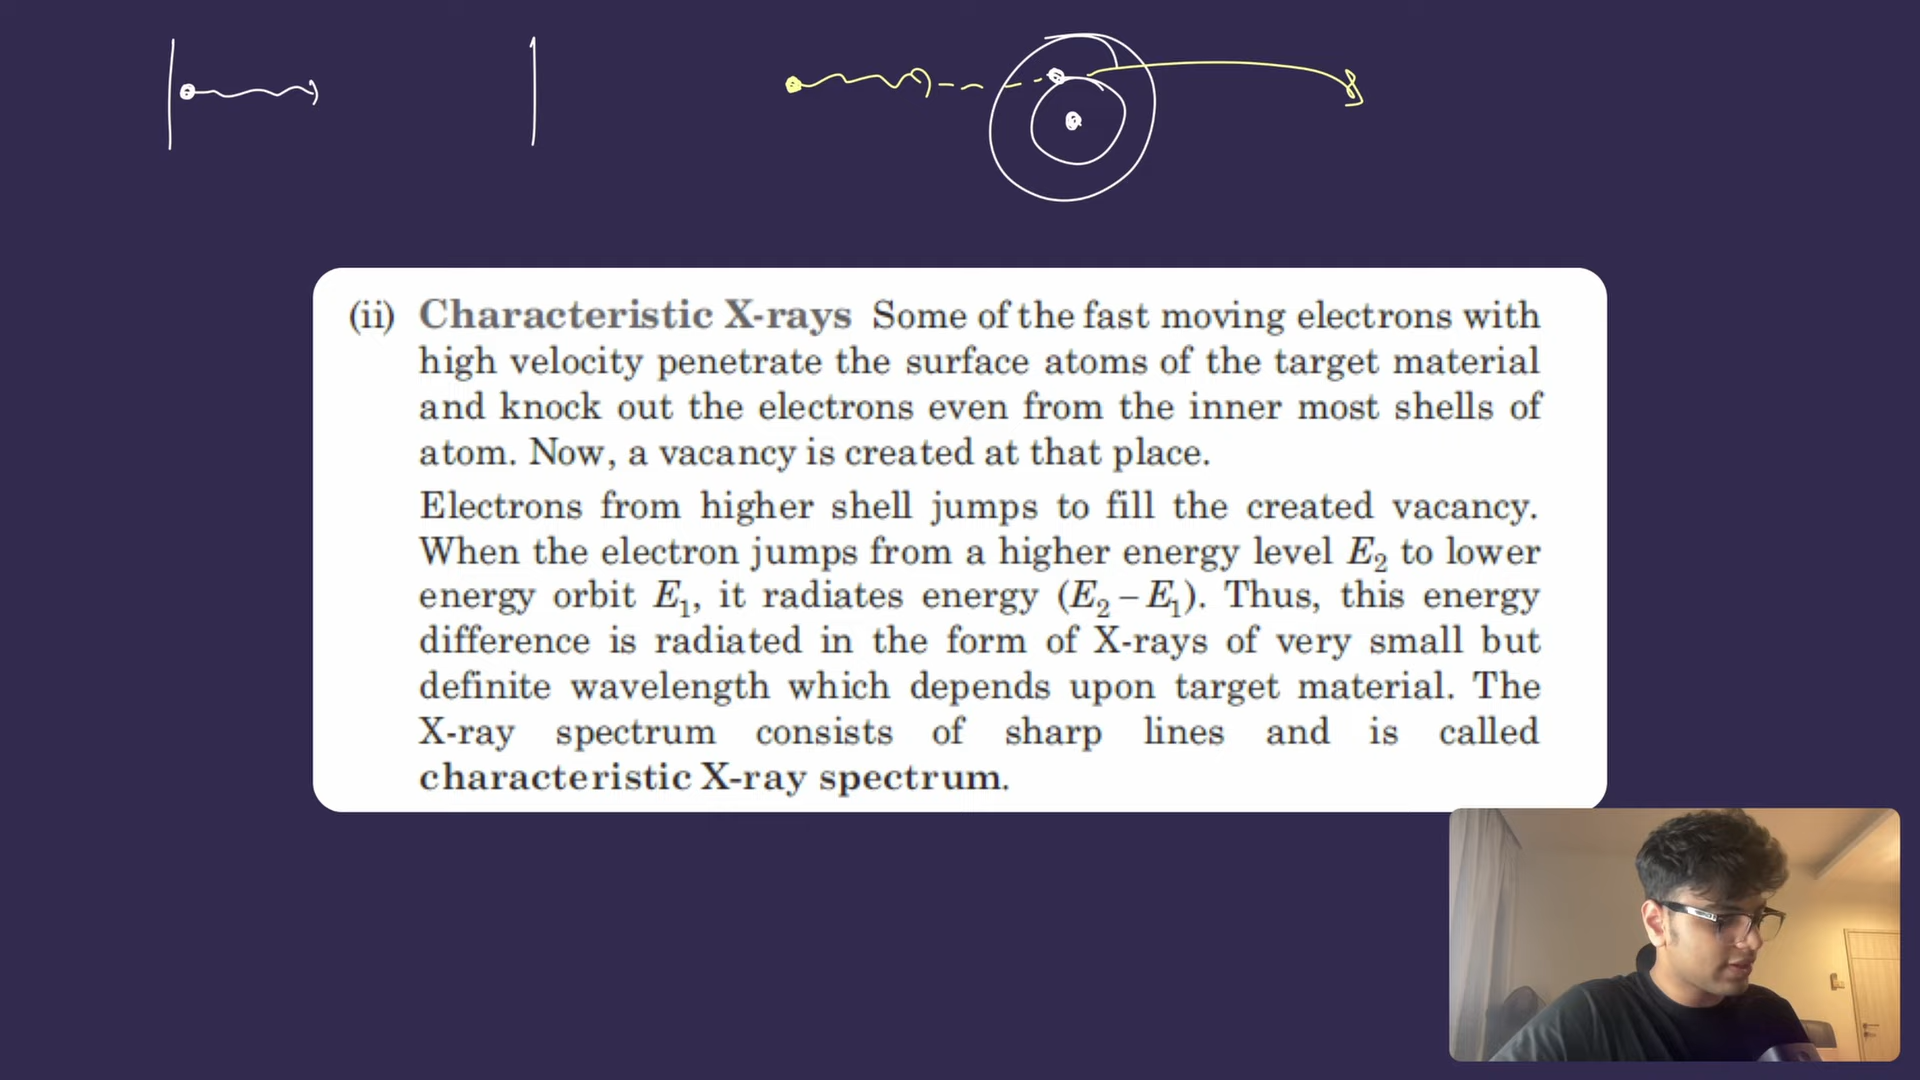 (ii) Characteristic X-rays Some of the fast moving electrons with
high velocity penetrate the surface atoms of the target material
and knock out the electrons even from the inner most shells of
atom. Now, a vacancy is created at that place.
Electrons from higher shell jumps to fill the created vacancy.
When the electron jumps from a higher energy level E₂ to lower
energy orbit E₁, it radiates energy (E₂ – E₁). Thus, this energy
difference is radiated in the form of X-rays of very small but
definite wavelength which depends upon target material. The
X-ray spectrum consists of sharp lines and is called
characteristic X-ray spectrum.